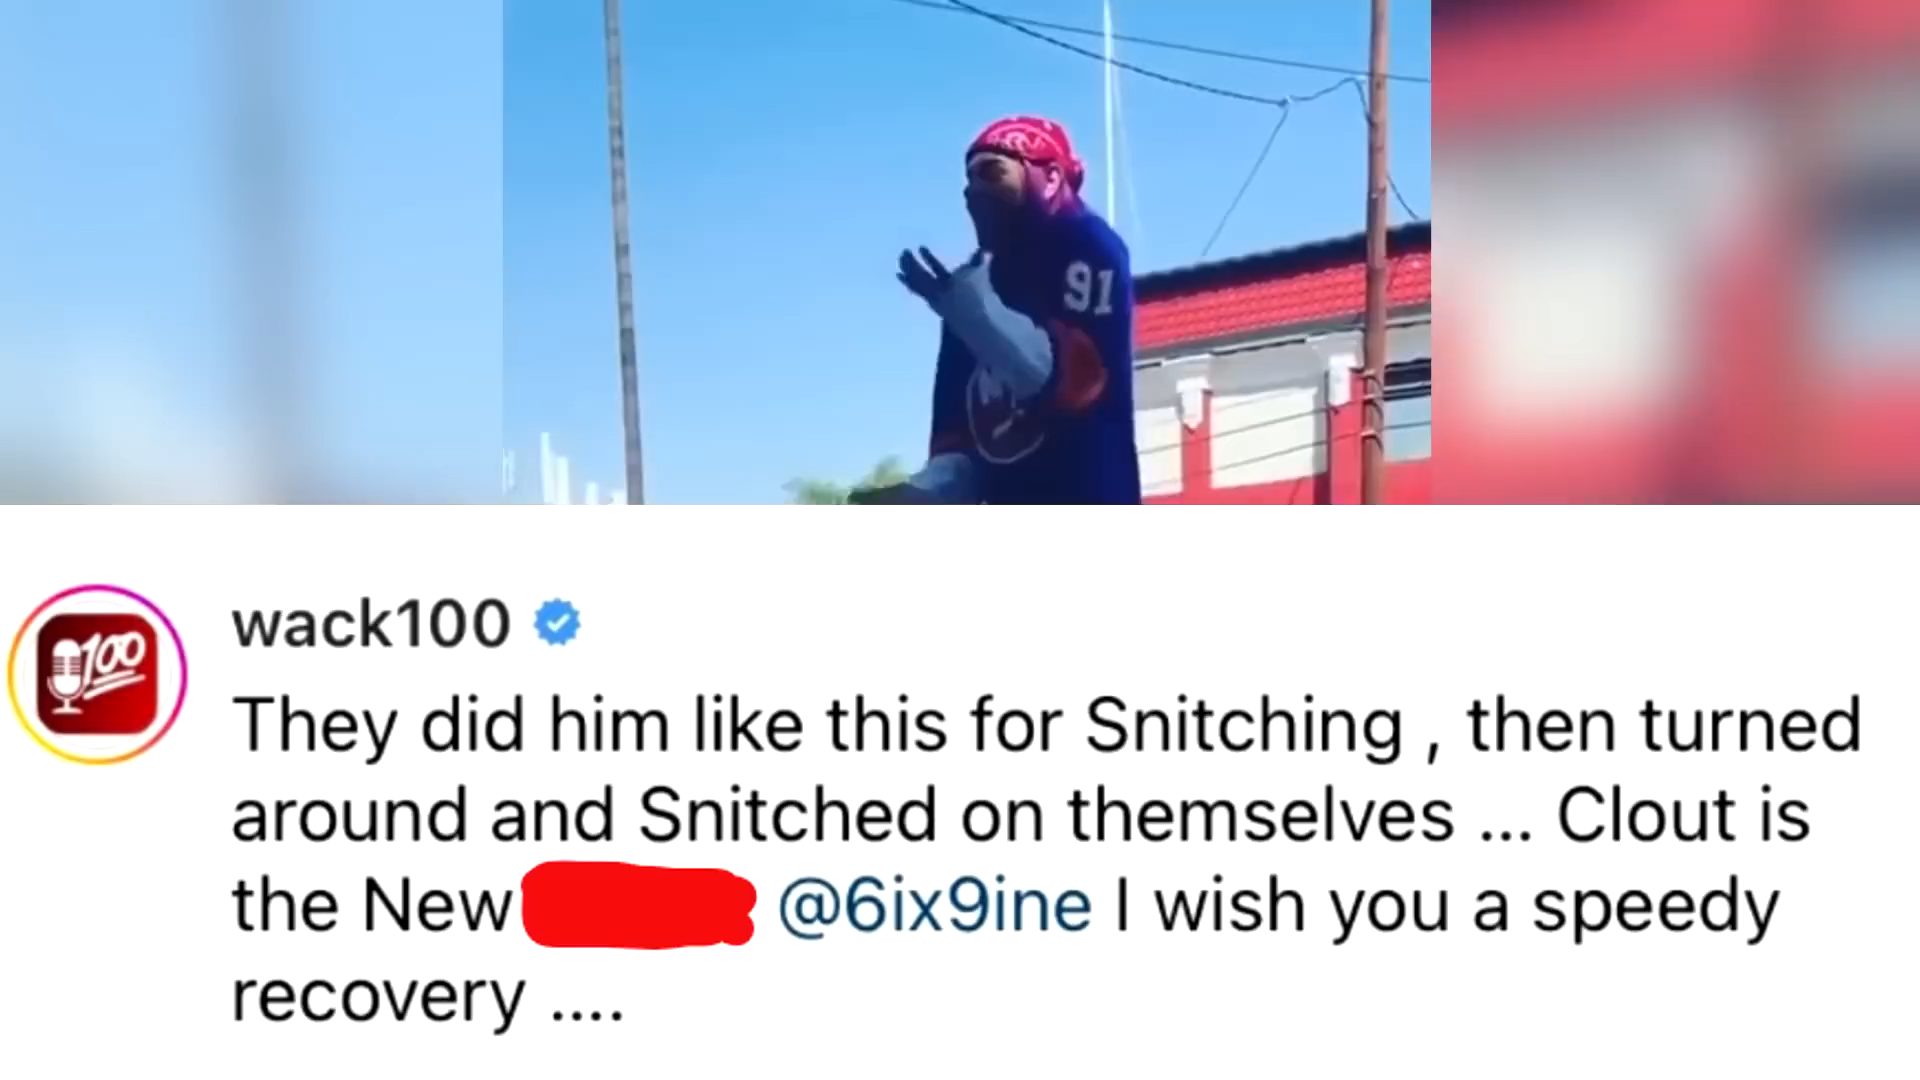 91
100
wack100
They did him like this for Snitching , then turned
around and Snitched on themselves ... Clout is
the New @6ix9ine I wish you a speedy
recovery ....